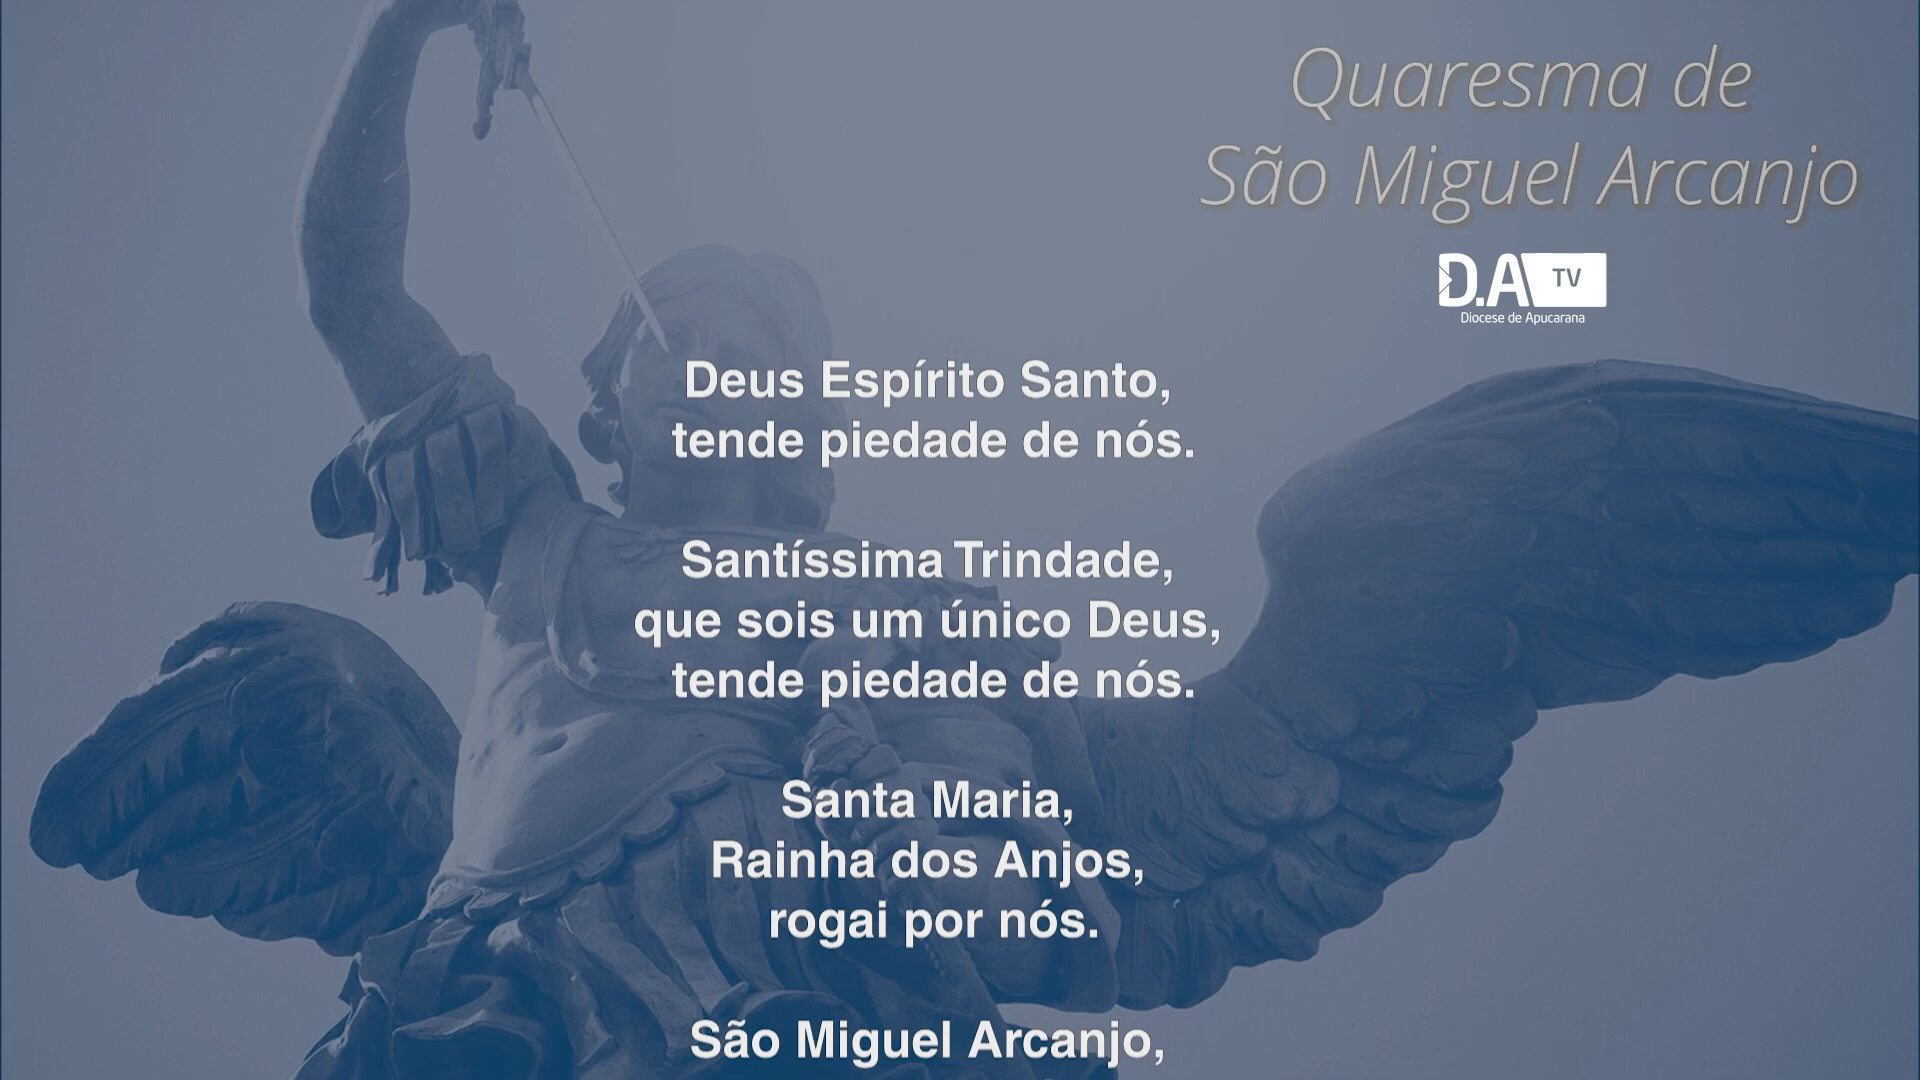 Quaresma de
São Miguel Arcanjo
D.A TV
Diocese de Apucarana
Deus Espírito Santo,
tende piedade de nós.
Santíssima Trindade,
que sois um único Deus,
tende piedade de nós.
Santa Maria,
Rainha dos Anjos,
rogai por nós.
São Miguel Arcanjo,